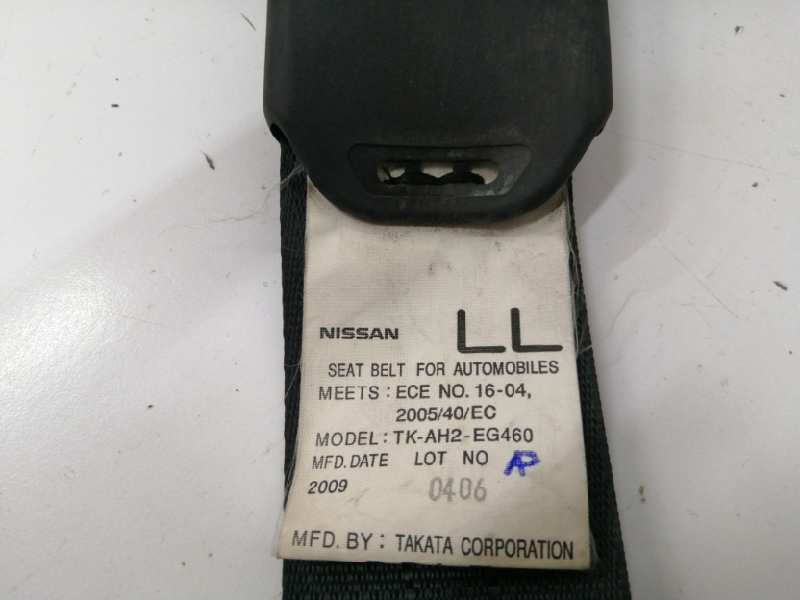 NISSAN LL
SEAT BELT FOR AUTOMOBILES
MEETS : ECE NO. 16-04,
2005/40/EC
MODEL: TK-AH2-EG460
MFD. DATE LOT NO
2009 0406
MFD. BY : TAKATA CORPORATION